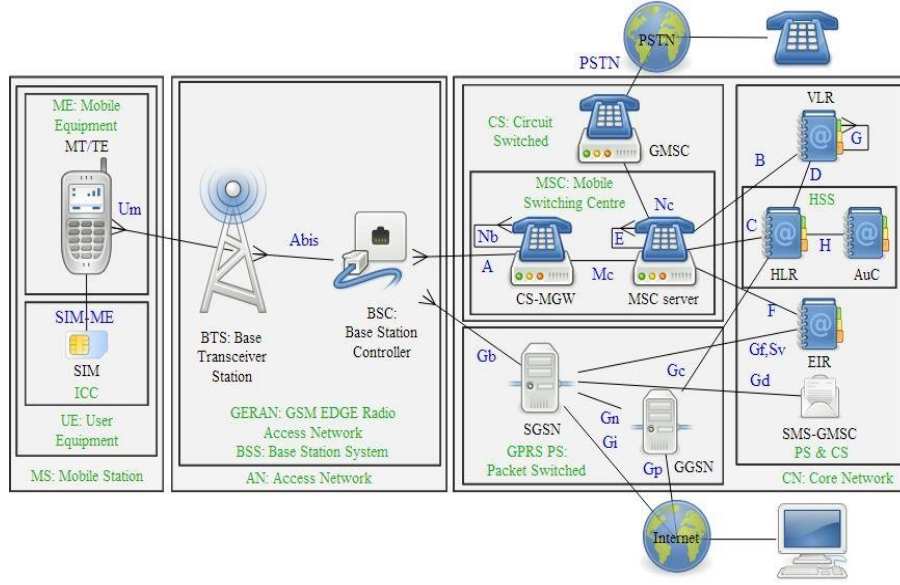 PSTN
PSTN
ME: Mobile
Equipment
MT/TE
Um
SIM-ME
SIM
ICC
UE: User
Equipment
MS: Mobile Station
Abis
BTS: Base
Transceiver
Station
BSC:
Base Station
Controller
GERAN: GSM EDGE Radio
Access Network
BSS: Base Station System
AN: Access Network
CS: Circuit
Switched
GMSC
MSC: Mobile
Switching Centre
Nc
Nb
E
A
Mc
CS-MGW
MSC server
VLR
G
B
D
HSS
C
H
HLR
AuC
F
Gf,Sv
EIR
Gb
Gc
Gd
SGSN
Gn
Gi
GPRS PS:
Packet Switched
Gp
GGSN
SMS-GMSC
PS & CS
CN: Core Network
Internet